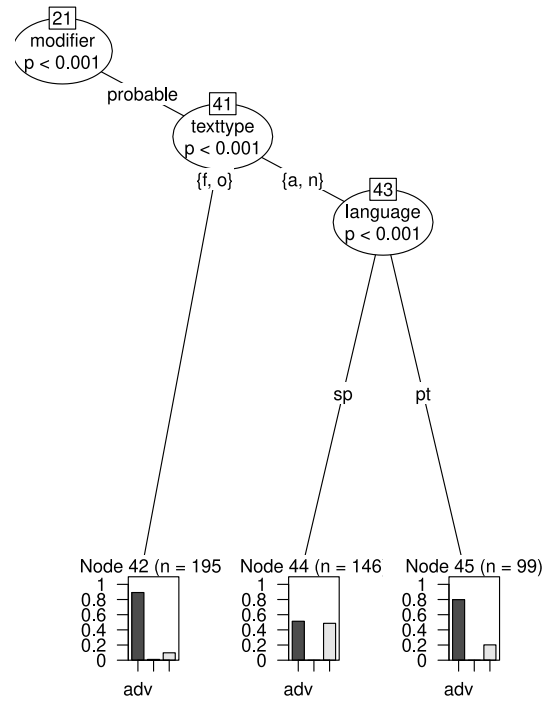 21
modifier
p < 0.001
probable
41
texttype
p < 0.001
{f, o}
{a, n}
43
language
p < 0.001
sp
pt
Node 42 (n = 195
1
0.8
0.6
0.4
0.2
0
adv
Node 44 (n = 146
1
0.8
0.6
0.4
0.2
0
adv
Node 45 (n = 99)
1
0.8
0.6
0.4
0.2
0
adv